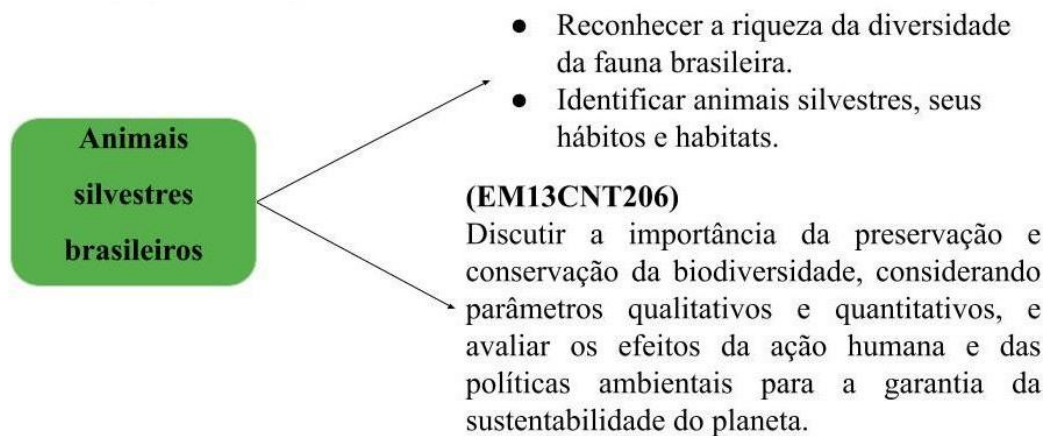 Animais
silvestres
brasileiros
● Reconhecer a riqueza da diversidade
da fauna brasileira.
● Identificar animais silvestres, seus
hábitos e habitats.
(EM13CNT206)
Discutir a importância da preservação e
conservação da biodiversidade, considerando
parâmetros qualitativos e quantitativos, e
avaliar os efeitos da ação humana e das
políticas ambientais para a garantia da
sustentabilidade do planeta.